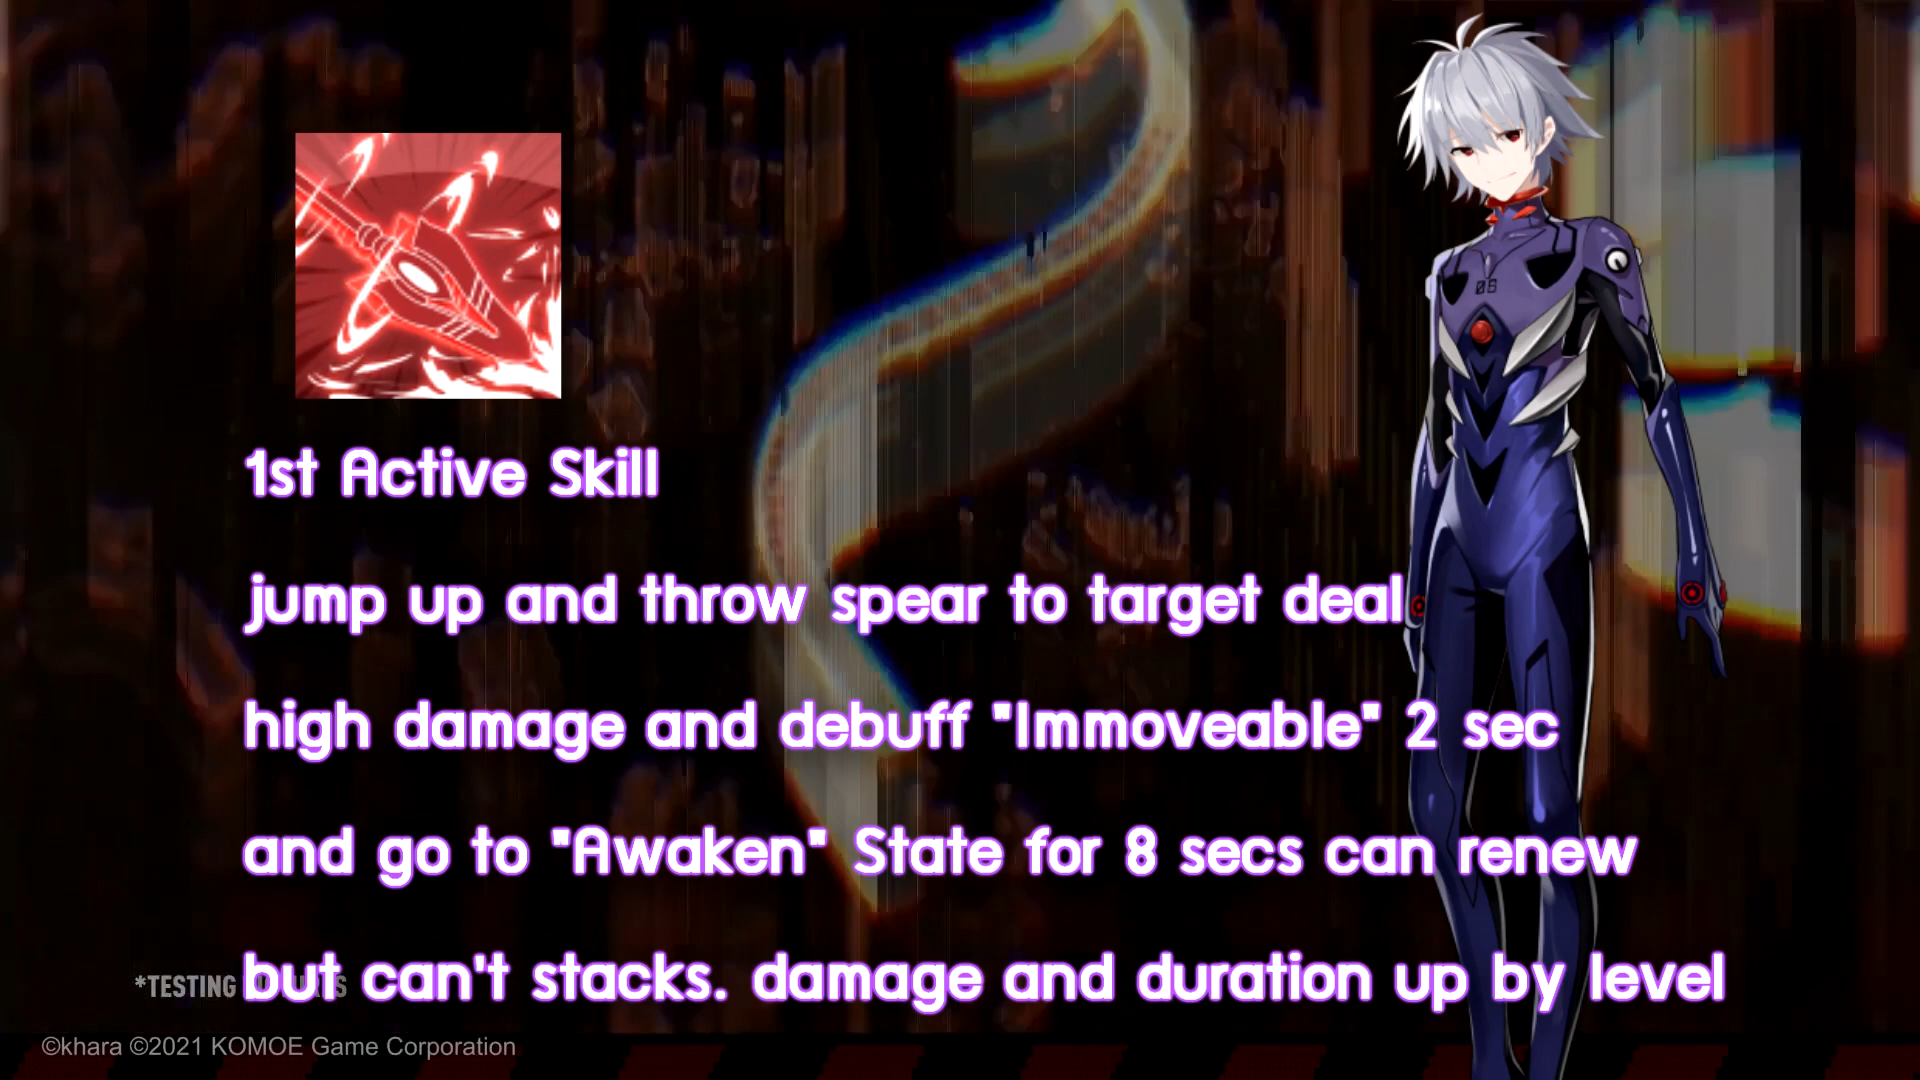 06
1st Active Skill
jump up and throw spear to target deal
high damage and debuff "Immoveable" 2 sec
and go to "Awaken" State for 8 secs can renew
but can't stacks. damage and duration up by level
*TESTING
©khara ©2021 KOMOE Game Corporation